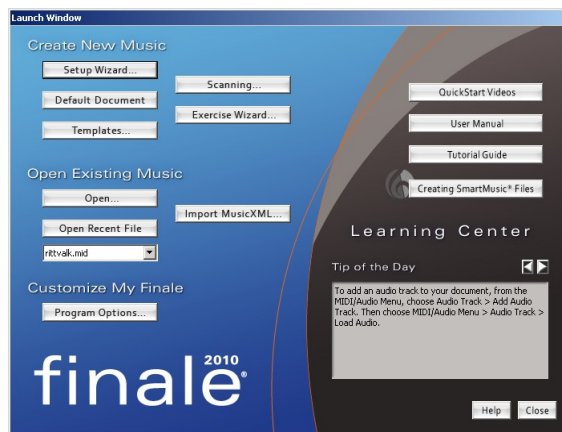 Launch Window
Create New Music
Setup Wizard...
Default Document
Templates...
Scanning...
Exercise Wizard...
Open Existing Music
Open...
Open Recent File
rittvalk.mid
Import MusicXML...
Customize My Finale
Program Options...
finale® 2010
QuickStart Videos
User Manual
Tutorial Guide
Creating SmartMusic® Files
Learning Center
Tip of the Day
To add an audio track to your document, from the
MIDI/Audio Menu, choose Audio Track > Add Audio
Track. Then choose MIDI/Audio Menu > Audio Track >
Load Audio.
Help
Close